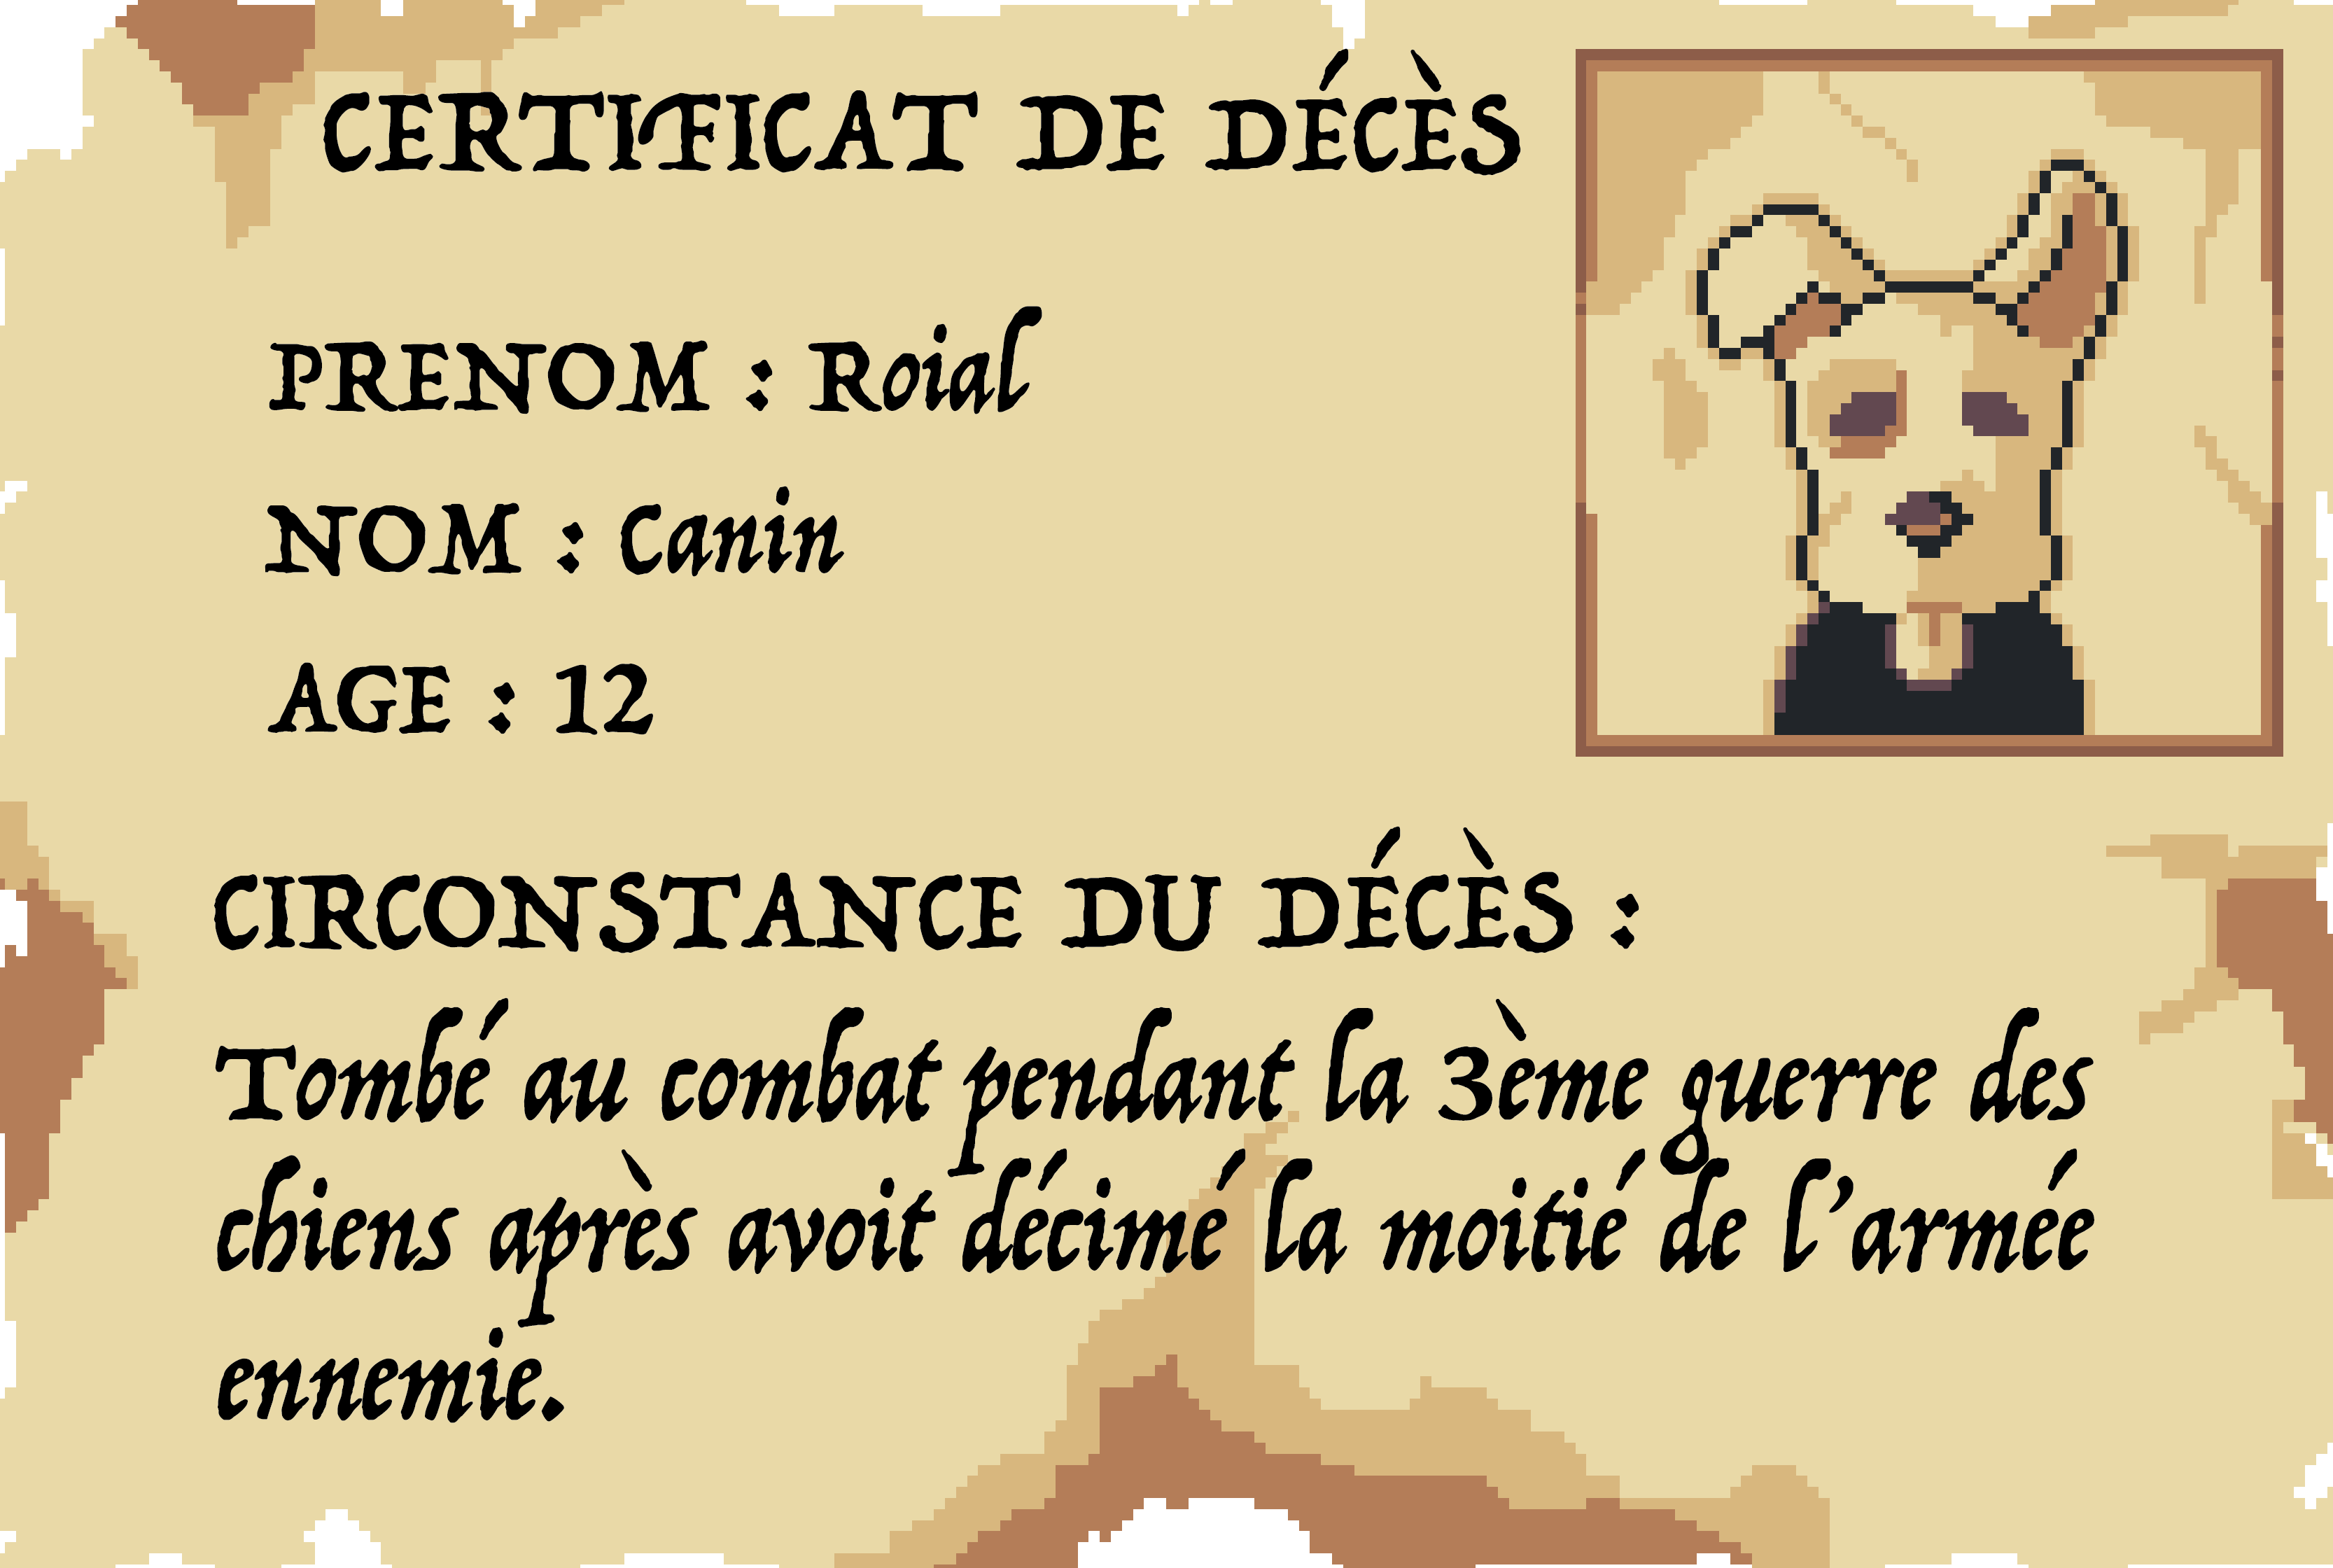 CERTIFICAT DE DÉCÈS
PRENOM : Roial
NOM : Canin
AGE : 12
CIRCONSTANCE DU DÉCÈS :
Tombé au combat pendant la 3ème guerre des
chiens après avoit décimé la moitié de l'armée
ennemie.